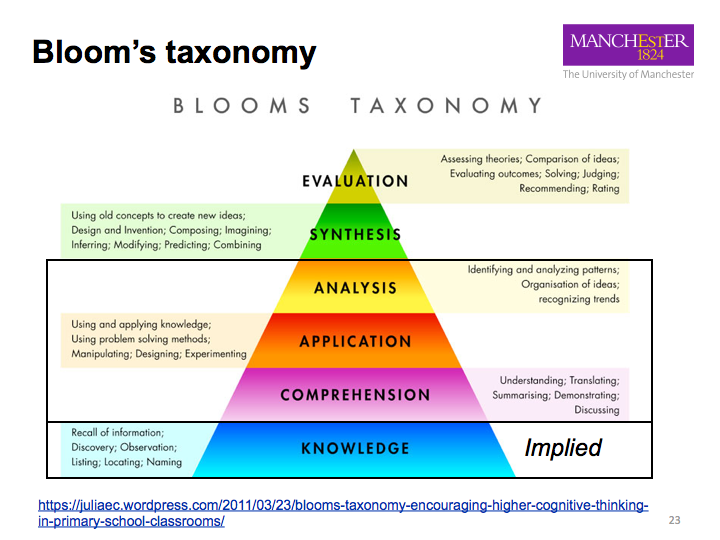 Bloom's taxonomy
MANCHESTER
1824
The University of Manchester
BLOOMS TAXONOMY
EVALUATION
Assessing theories; Comparison of ideas;
Evaluating outcomes; Solving; Judging;
Recommending; Rating
Using old concepts to create new ideas;
Design and Invention; Composing; Imagining;
Inferring; Modifying; Predicting; Combining
SYNTHESIS
ANALYSIS
Identifying and analyzing patterns;
Organisation of ideas;
recognizing trends
Using and applying knowledge;
Using problem solving methods;
Manipulating; Designing; Experimenting
APPLICATION
COMPREHENSION
Understanding; Translating;
Summarising; Demonstrating;
Discussing
Recall of information;
Discovery; Observation;
Listing; Locating; Naming
KNOWLEDGE
Implied
https://juliaec.wordpress.com/2011/03/23/blooms-taxonomy-encouraging-higher-cognitive-thinking-
in-primary-school-classrooms/
23